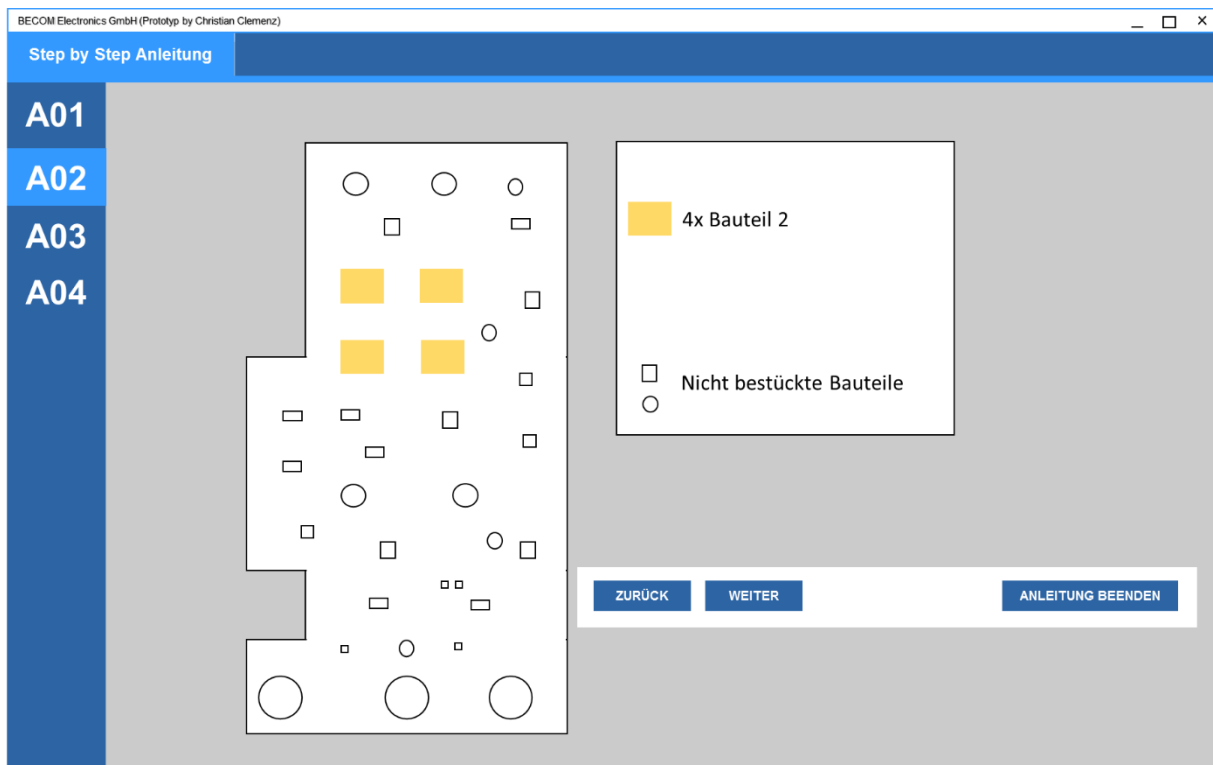 BECOM Electronics GmbH (Prototyp by Christian Clemenz)
Step by Step Anleitung
A01
A02
A03
A04
4x Bauteil 2
Nicht bestückte Bauteile
ZURÜCK
WEITER
ANLEITUNG BEENDEN